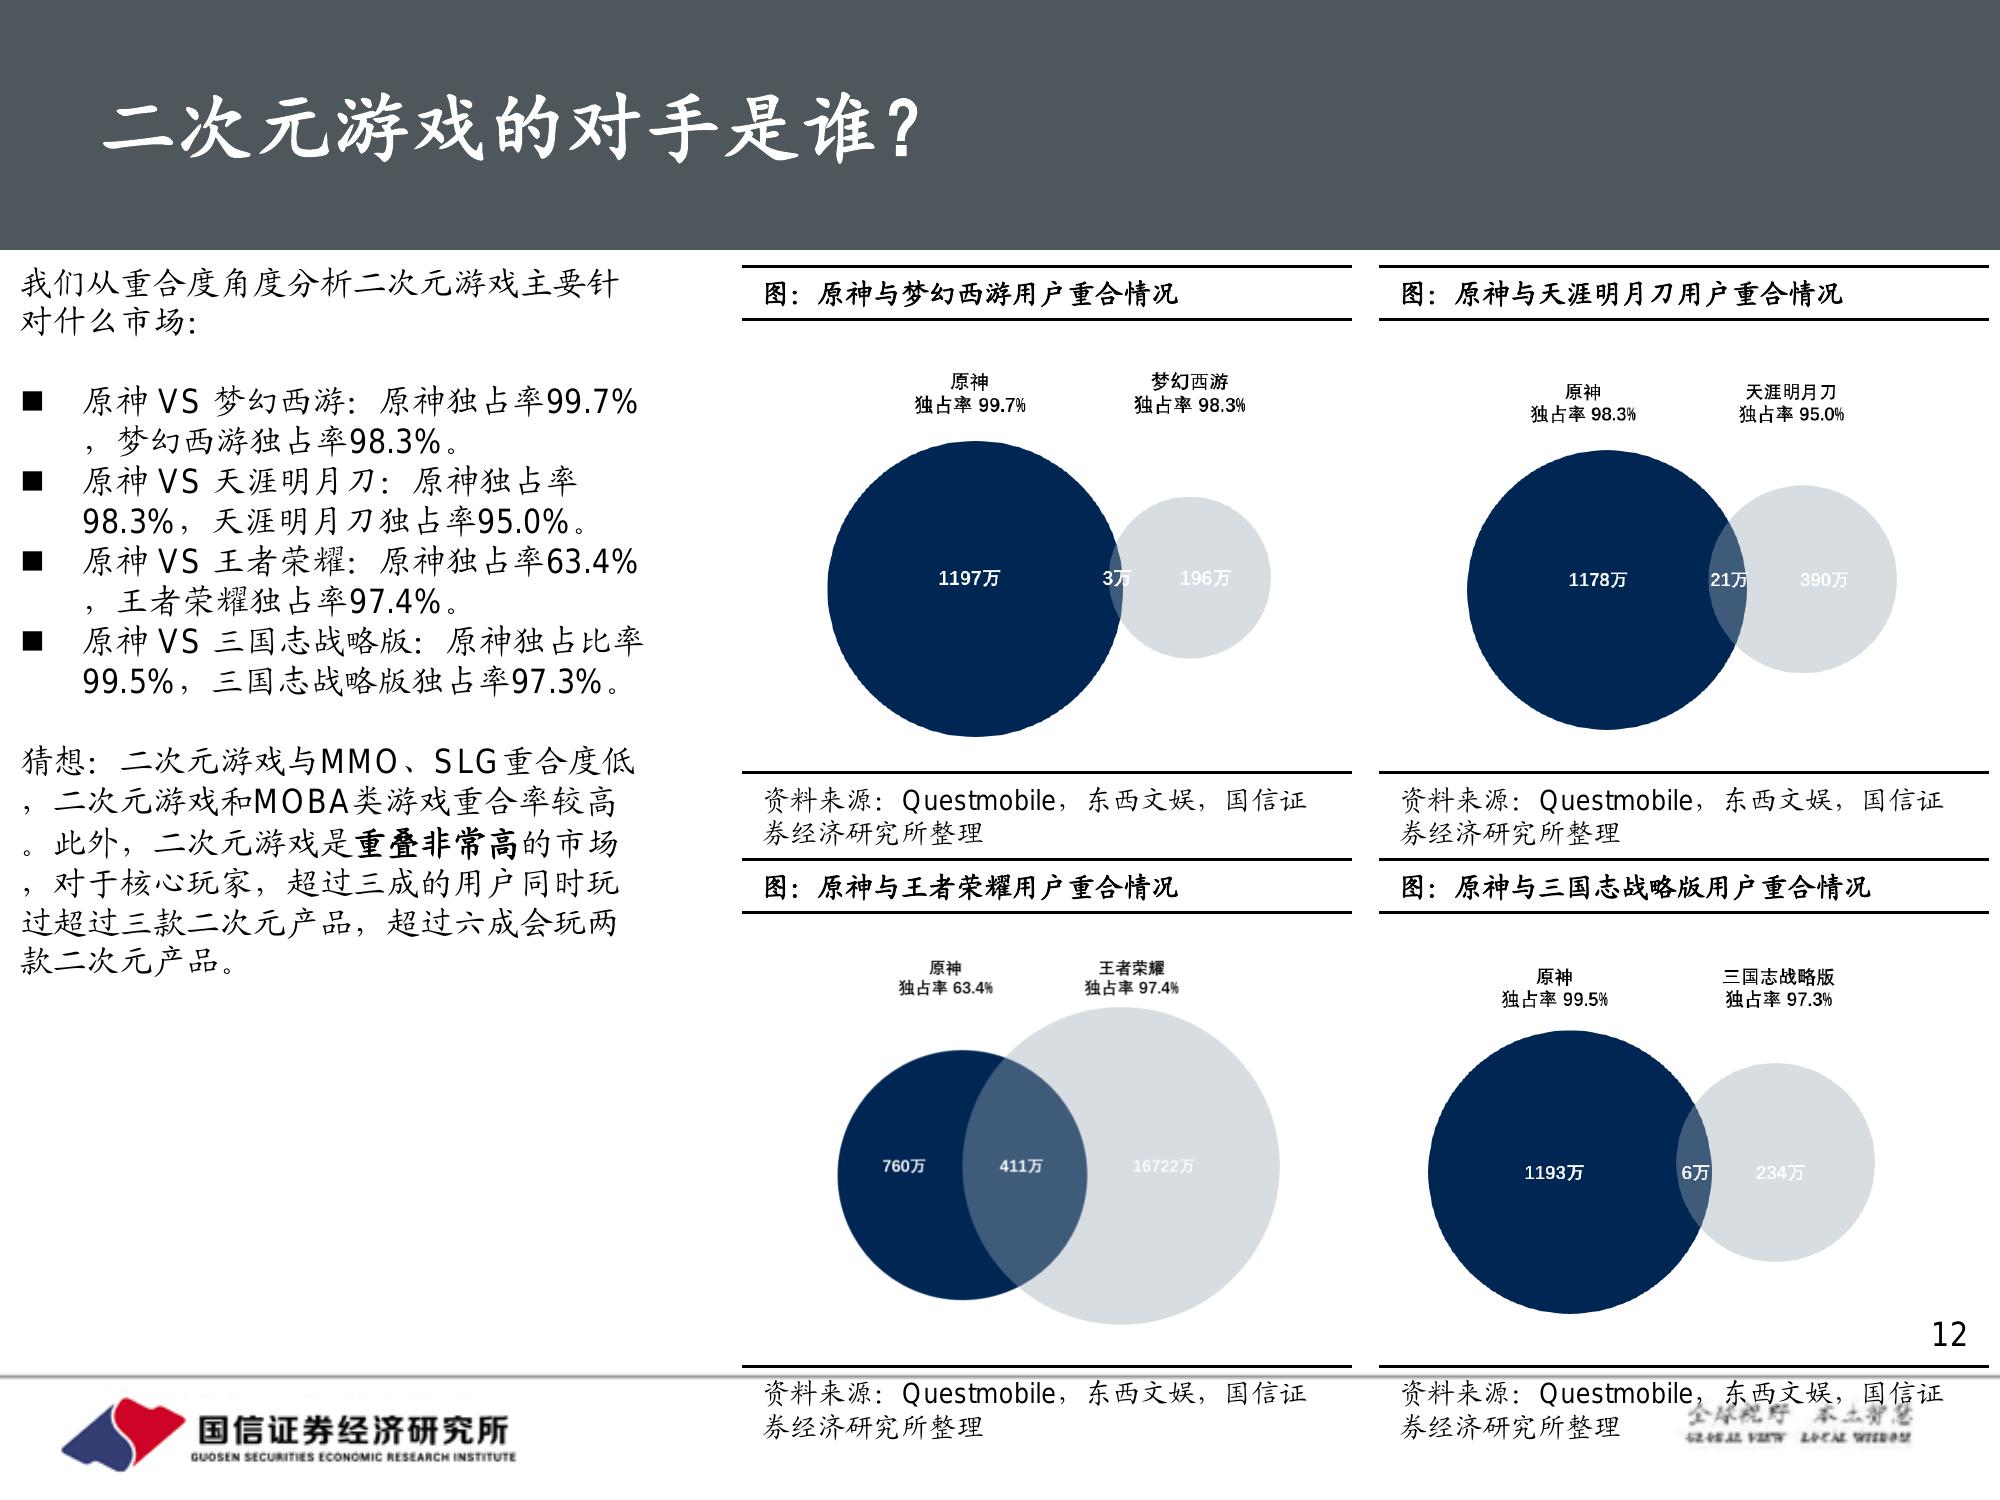 二次元游戏的对手是谁？
我们从重合度角度分析二次元游戏主要针
对什么市场：
■ 原神 VS 梦幻西游：原神独占率99.7%
，梦幻西游独占率98.3%。
■ 原神 VS 天涯明月刀：原神独占率
98.3%，天涯明月刀独占率95.0%。
■ 原神 VS 王者荣耀：原神独占率63.4%
，王者荣耀独占率97.4%。
■ 原神 VS 三国志战略版：原神独占比率
99.5%，三国志战略版独占率97.3%。
猜想：二次元游戏与MMO、SLG重合度低
，二次元游戏和MOBA类游戏重合率较高
。此外，二次元游戏是重叠非常高的市场
，对于核心玩家，超过三成的用户同时玩
过超过三款二次元产品，超过六成会玩两
款二次元产品。
图：原神与梦幻西游用户重合情况
原神
独占率 99.7%
梦幻西游
独占率 98.3%
1197万
3万
196万
资料来源：Questmobile，东西文娱，国信证
券经济研究所整理
图：原神与天涯明月刀用户重合情况
原神
独占率 98.3%
天涯明月刀
独占率 95.0%
1178万
21万
390万
资料来源：Questmobile，东西文娱，国信证
券经济研究所整理
图：原神与王者荣耀用户重合情况
原神
独占率 63.4%
王者荣耀
独占率 97.4%
760万
411万
16722万
资料来源：Questmobile，东西文娱，国信证
券经济研究所整理
图：原神与三国志战略版用户重合情况
原神
独占率 99.5%
三国志战略版
独占率 97.3%
1193万
6万
234万
资料来源：Questmobile，东西文娱，国信证
券经济研究所整理
12
国信证券经济研究所
GUOSEN SECURITIES ECONOMIC RESEARCH INSTITUTE
全球视野 本土智慧
GLOBAL VIEW LOCAL WISDOM